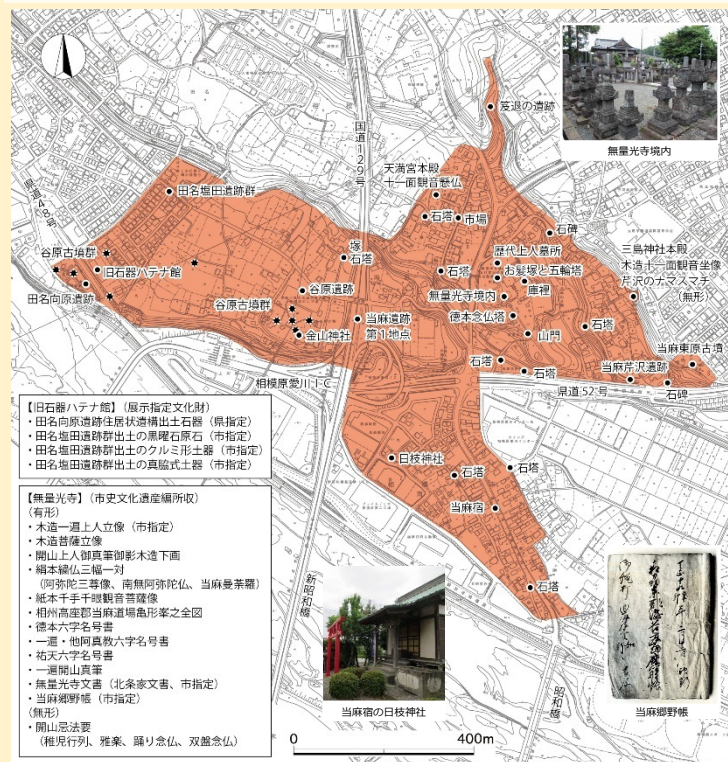 笈退の遺跡
無量光寺境内
国道129号
天満宮本殿
十一面観音懸仏
田名塩田遺跡群
石塔
市場
石碑
県道48号
塚
石塔
歴代上人墓所
三島神社本殿
木造十一面観音坐像
芹沢のナマスマチ
(無形)
谷原古墳群
旧石器ハテナ館
石塔
お髪塚と五輪塔
庫裡
田名向原遺跡
谷原遺跡
無量光寺境内
谷原古墳群
当麻遺跡
第1地点
徳本念仏塔
石塔
金山神社
山門
当麻東原古墳
石塔
当麻芹沢遺跡
相模原愛川IC
石塔
県道52号
石碑
【旧石器ハテナ館】(展示指定文化財)
・田名向原遺跡住居状遺構出土石器(県指定)
・田名塩田遺跡群出土の黒曜石原石(市指定)
・田名塩田遺跡群出土のクルミ形土器(市指定)
・田名塩田遺跡群出土の真脇式土器(市指定)
日枝神社
石塔
石塔
当麻宿
【無量光寺】(市史文化遺産編所収)
(有形)
・木造一遍上人立像(市指定)
・木造菩薩立像
・開山上人御真筆御影木造下画
・絹本繍仏三幅一対
(阿弥陀三尊像、南無阿弥陀仏、当麻曼荼羅)
・紙本千手千眼観音菩薩像
・相州高座郡当麻道場亀形峯之全図
・徳本六字名号書
・一遍・他阿真教六字名号書
・祐天六字名号書
・一遍開山真筆
・無量光寺文書(北条家文書、市指定)
・当麻郷野帳(市指定)
(無形)
・開山忌法要
(稚児行列、雅楽、踊り念仏、双盤念仏)
新昭和橋
石塔
昭和橋
当麻宿の日枝神社
当麻郷野帳
0
400m